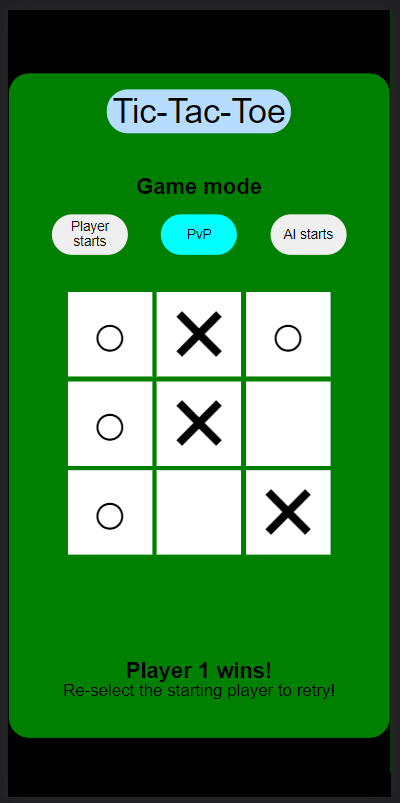 Tic-Tac-Toe
Game mode
Player
starts
PvP
AI starts
○ ✕ ○
○ ✕
○ ✕
Player 1 wins!
Re-select the starting player to retry!